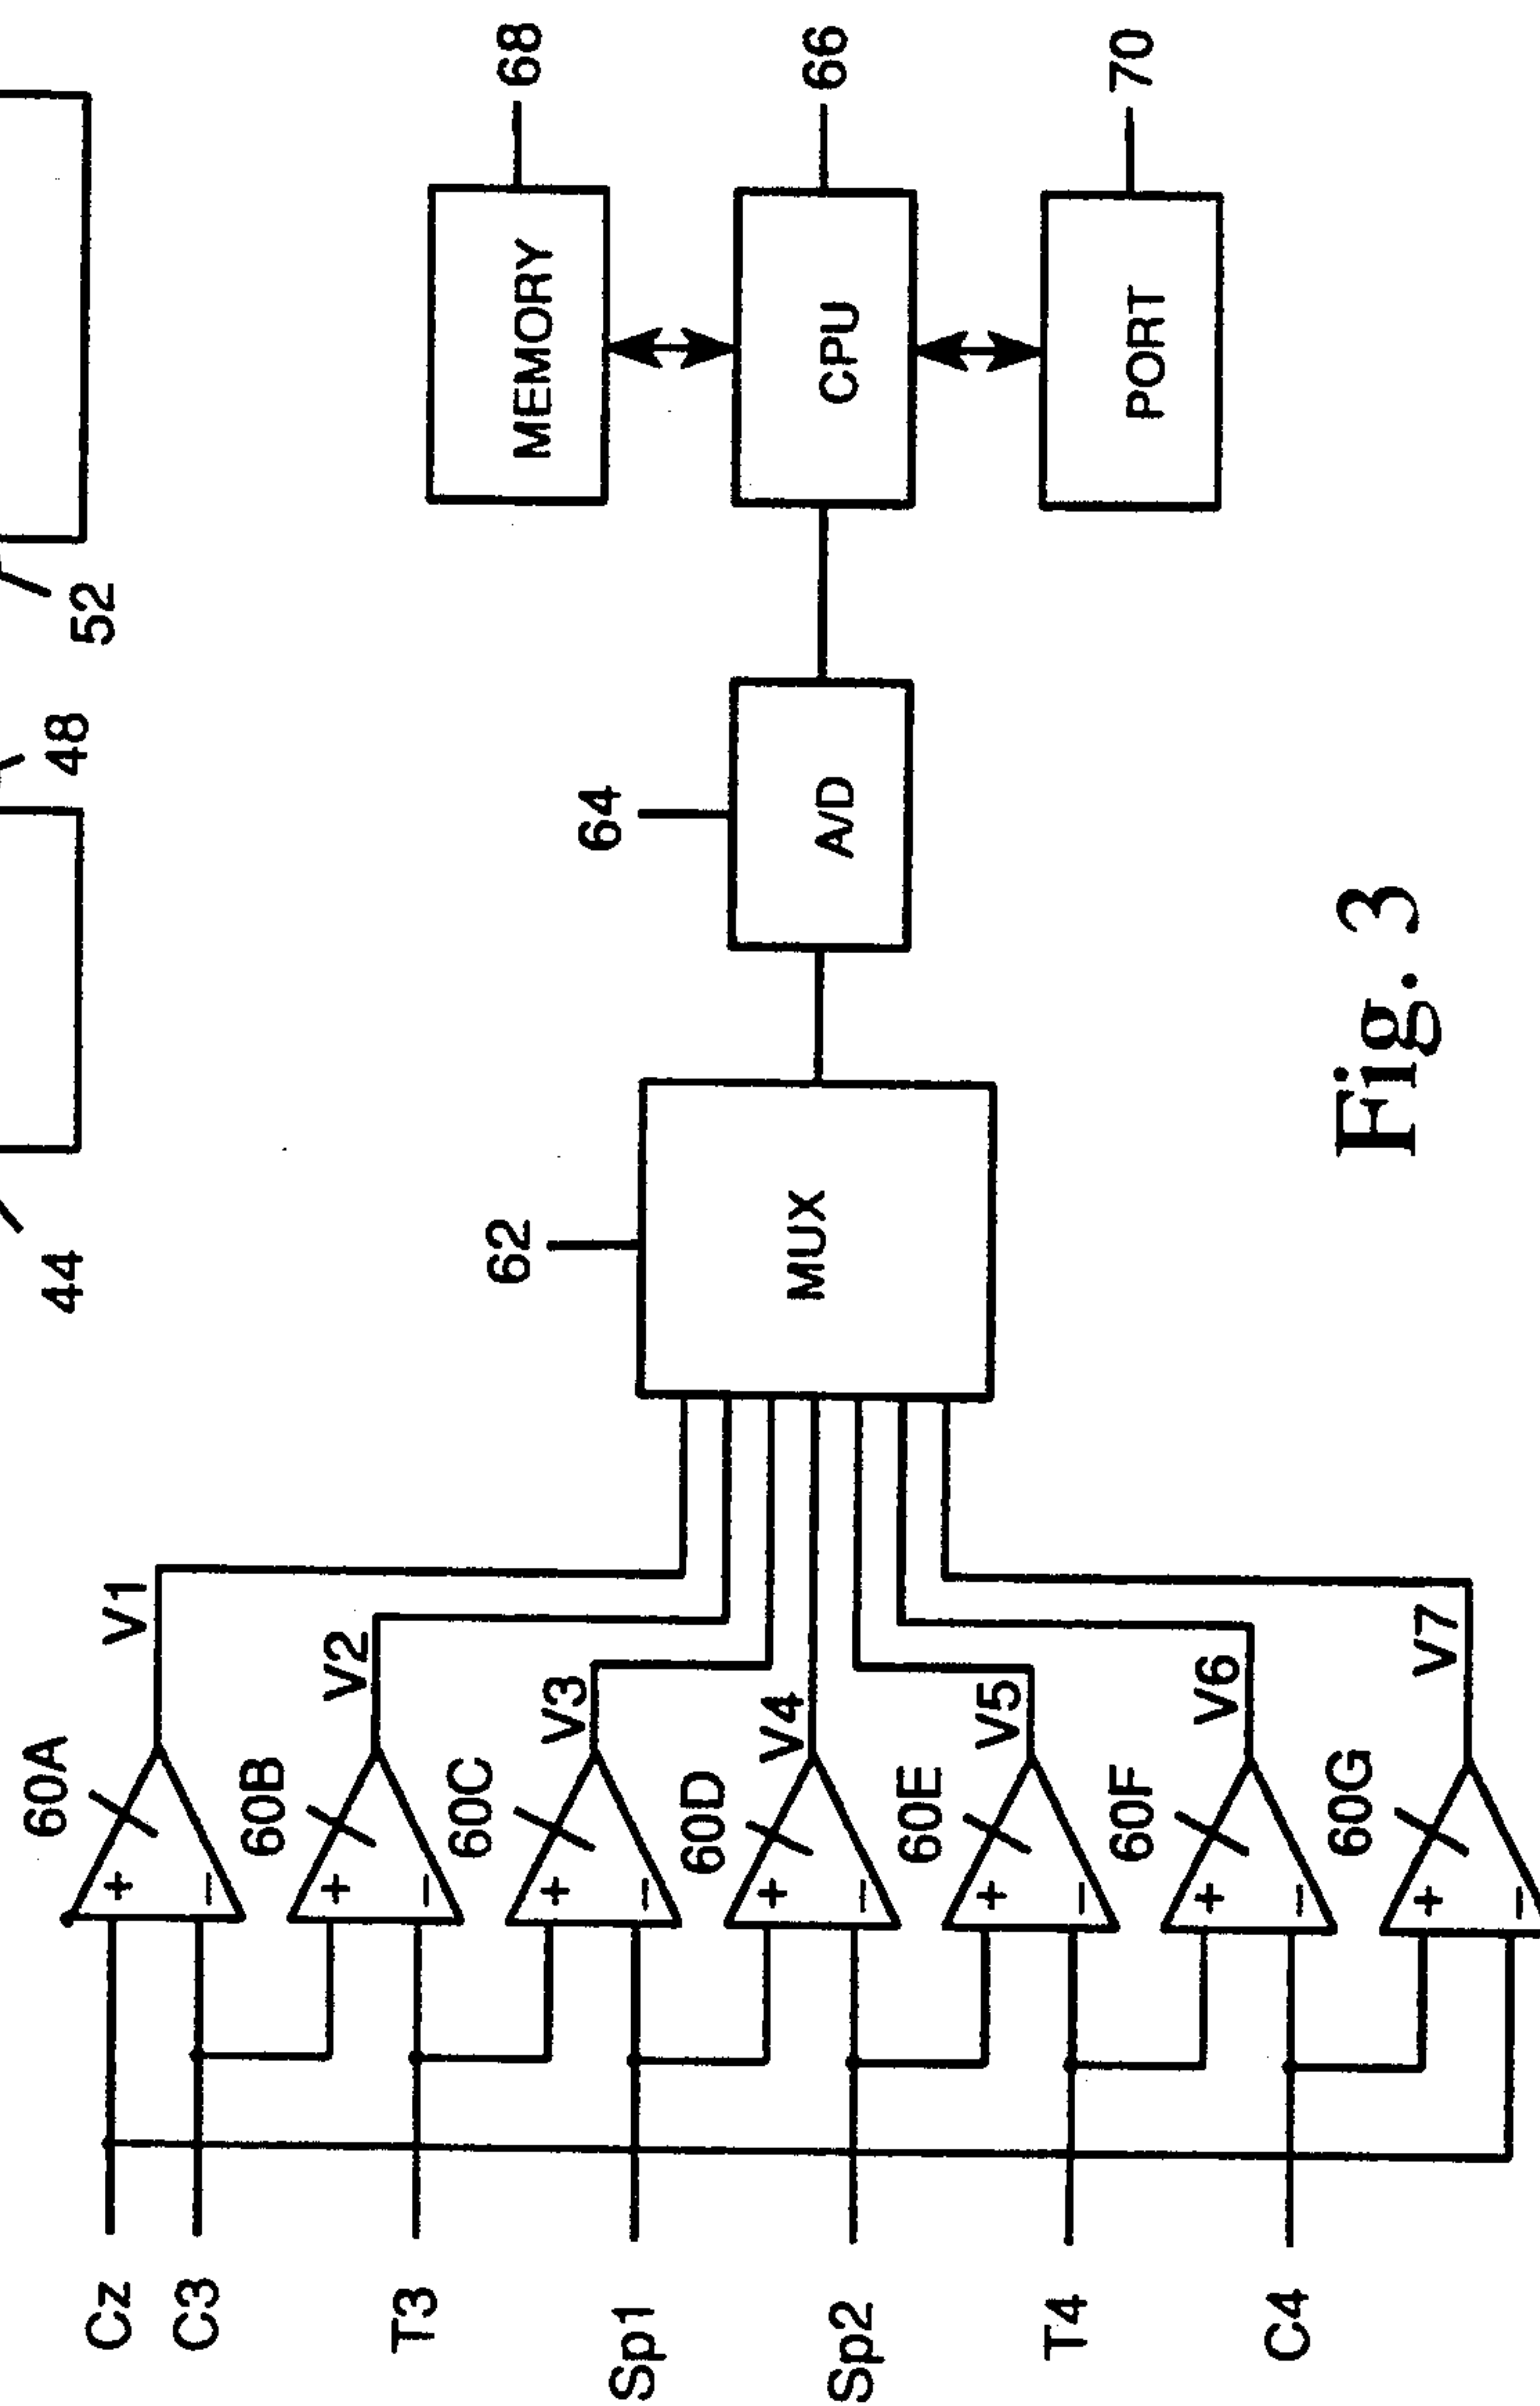 44
48
52
60A
V1
60B
V2
60C
V3
60D
V4
60E
V5
60F
V6
60G
V7
+
−
+
−
+
−
+
−
+
−
+
−
+
−
Cz
C3
T3
Sp1
Sp2
T4
C4
62
MUX
64
A/D
MEMORY
68
CPU
66
PORT
70
Fig. 3